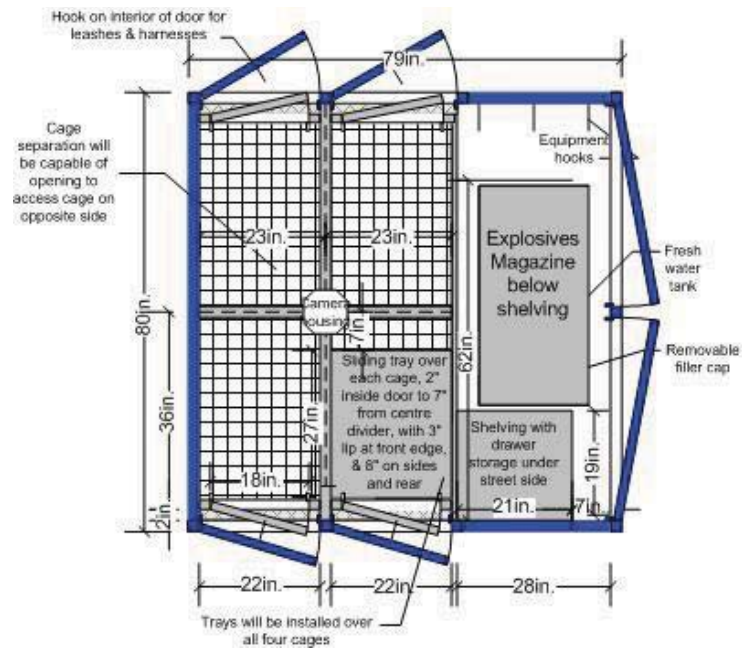 Hook on interior of door for
leashes & harnesses
79in.
Cage
separation will
be capable of
opening to
access cage on
opposite side
Equipment
hooks
23in.
23in.
Explosives
Magazine
below
shelving
Fresh
water
tank
Camera
housing
80in.
7in.
62in.
Removable
filler cap
Sliding tray over
each cage, 2"
inside door to 7"
from centre
divider, with 3"
lip at front edge,
& 8" on sides
and rear
36in.
27in.
Shelving with
drawer
storage under
street side
19in.
18in.
21in.
7in.
2in.
22in.
22in.
28in.
Trays will be installed over
all four cages